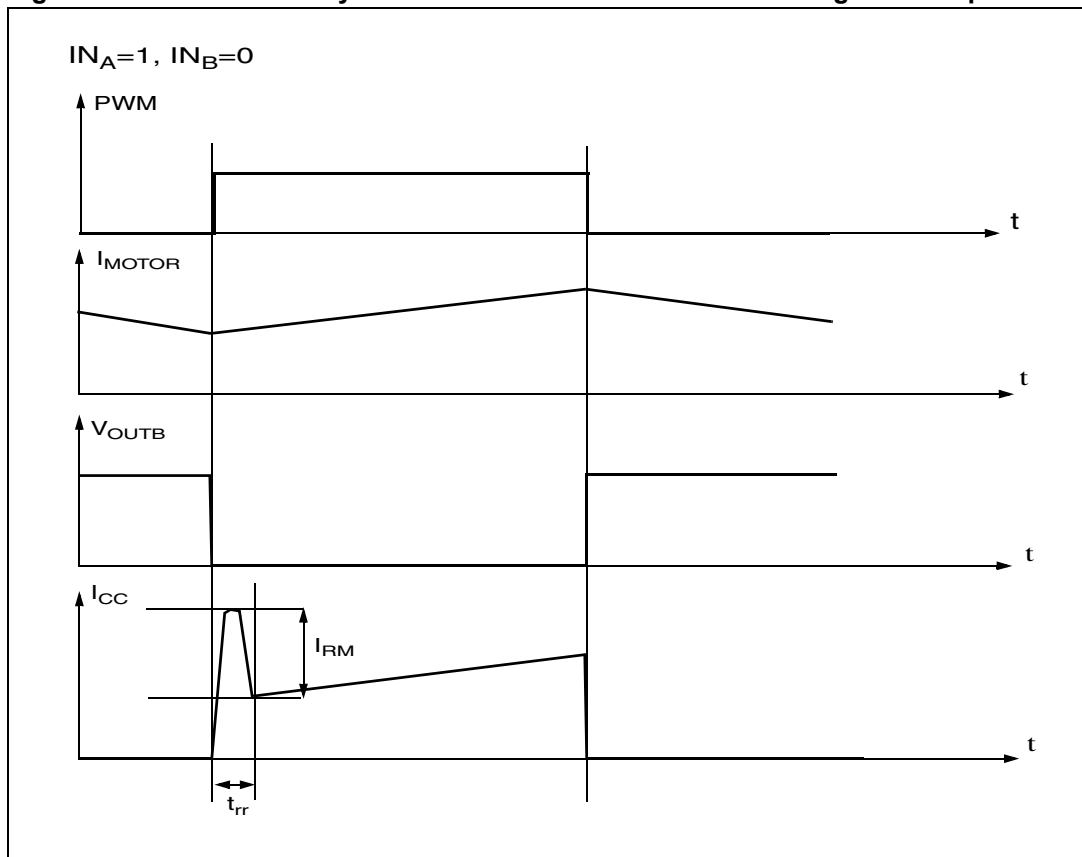 IN_A=1, IN_B=0
PWM
t
I_MOTOR
t
V_OUTB
t
I_CC
I_RM
t
t_rr